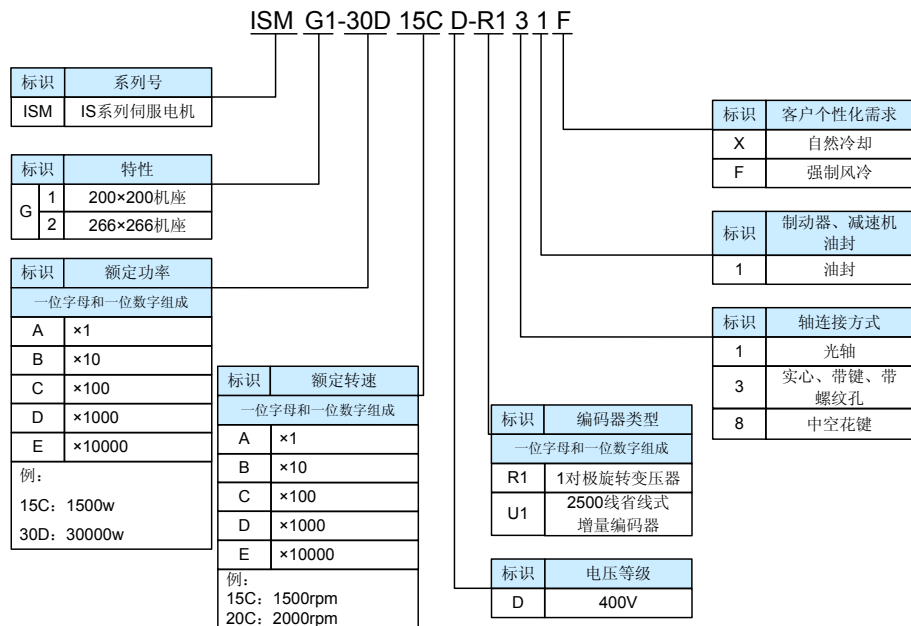 ISM G1-30D 15C D-R1 3 1 F
标识 系列号
ISM IS系列伺服电机
标识 特性
G 1 200×200机座
2 266×266机座
标识 额定功率
一位字母和一位数字组成
A ×1
B ×10
C ×100
D ×1000
E ×10000
例：
15C：1500w
30D：30000w
标识 额定转速
一位字母和一位数字组成
A ×1
B ×10
C ×100
D ×1000
E ×10000
例：
15C：1500rpm
20C：2000rpm
标识 编码器类型
一位字母和一位数字组成
R1 1对极旋转变压器
U1 2500线省线式
增量编码器
标识 电压等级
D 400V
标识 客户个性化需求
X 自然冷却
F 强制风冷
标识 制动器、减速机
油封
1 油封
标识 轴连接方式
1 光轴
3 实心、带键、带
螺纹孔
8 中空花键